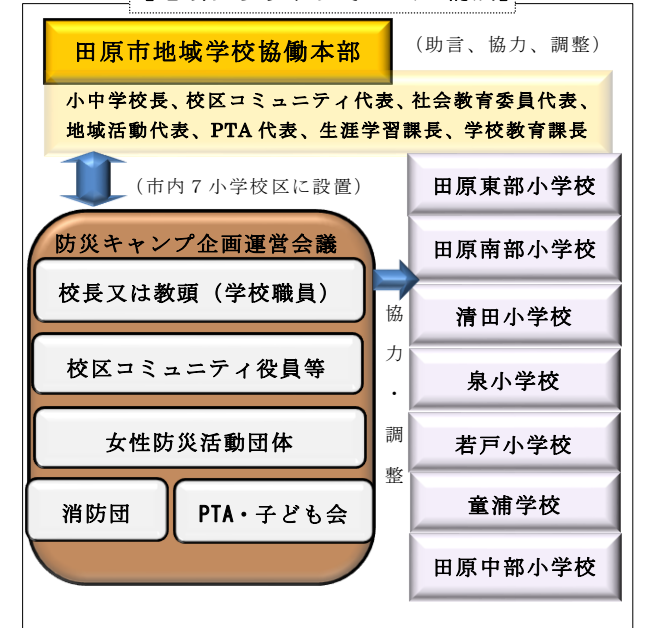 田原市地域学校協働本部
（助言、協力、調整）
小中学校長、校区コミュニティ代表、社会教育委員代表、
地域活動代表、PTA 代表、生涯学習課長、学校教育課長
（市内７小学校区に設置）
防災キャンプ企画運営会議
校長又は教頭（学校職員）
校区コミュニティ役員等
女性防災活動団体
消防団
PTA・子ども会
協力・調整
田原東部小学校
田原南部小学校
清田小学校
泉小学校
若戸小学校
童浦学校
田原中部小学校